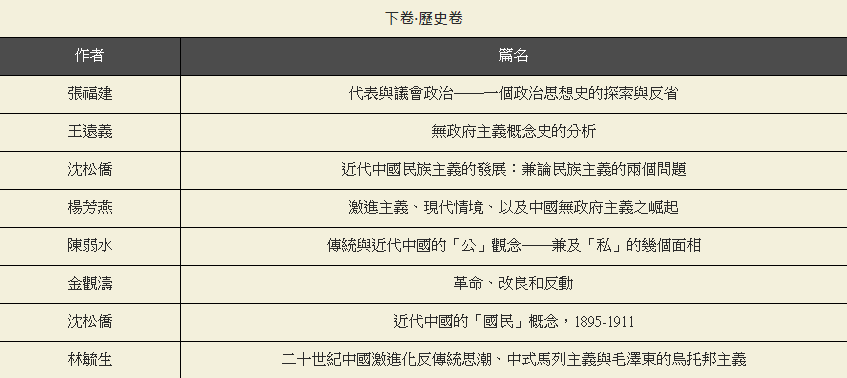 下卷·歷史卷
作者 篇名
張福建 代表與議會政治——一個政治思想史的探索與反省
王遠義 無政府主義概念史的分析
沈松僑 近代中國民族主義的發展：兼論民族主義的兩個問題
楊芳燕 激進主義、現代情境、以及中國無政府主義之崛起
陳弱水 傳統與近代中國的「公」觀念——兼及「私」的幾個面相
金觀濤 革命、改良和反動
沈松僑 近代中國的「國民」概念，1895-1911
林毓生 二十世紀中國激進化反傳統思潮、中式馬列主義與毛澤東的烏托邦主義